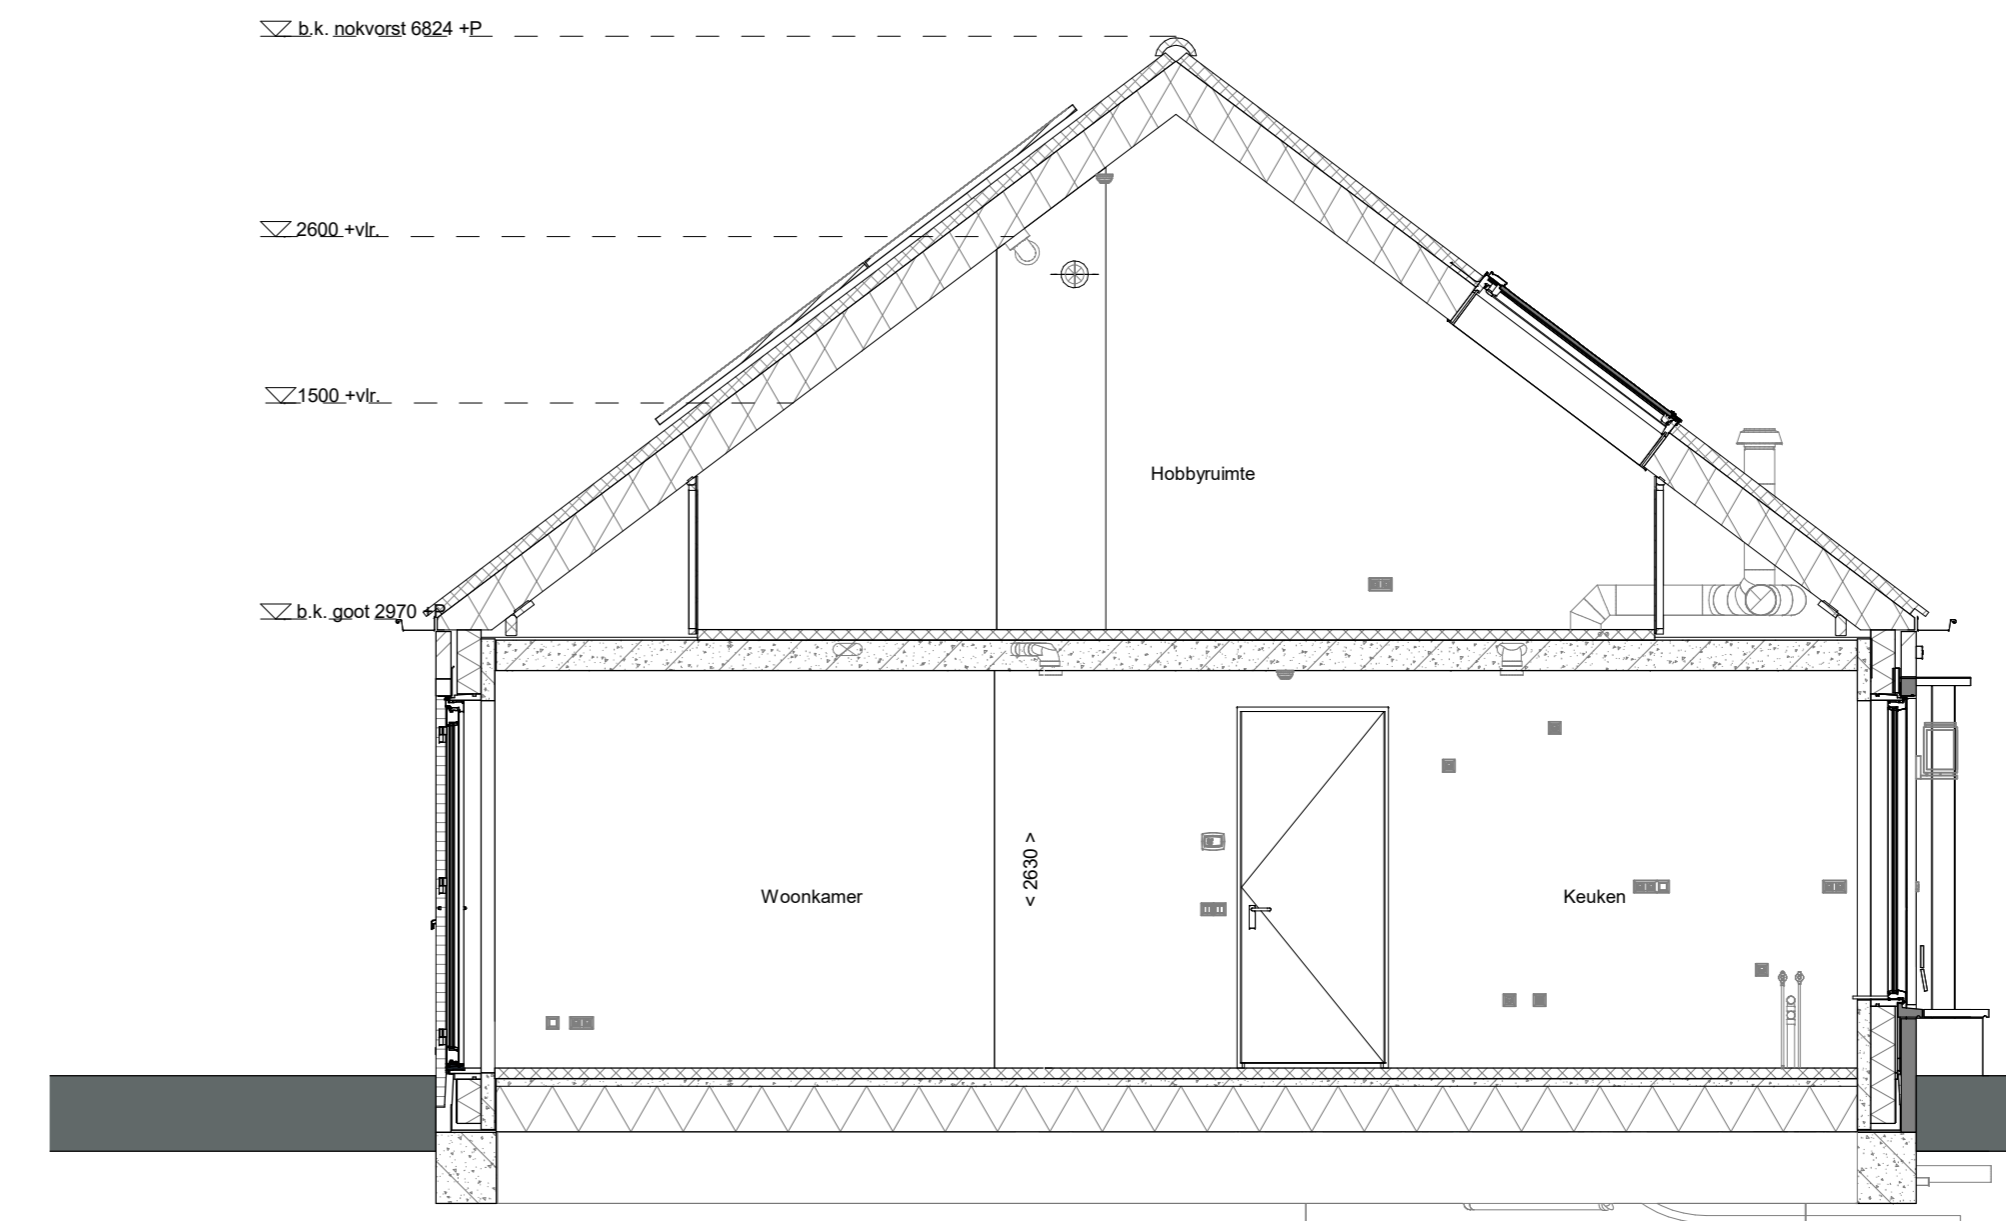 b.k. nokvorst 6824 +P
2600 +vlr.
1500 +vlr.
Hobbyruimte
b.k. goot 2970 +P
< 2630 >
Woonkamer
Keuken